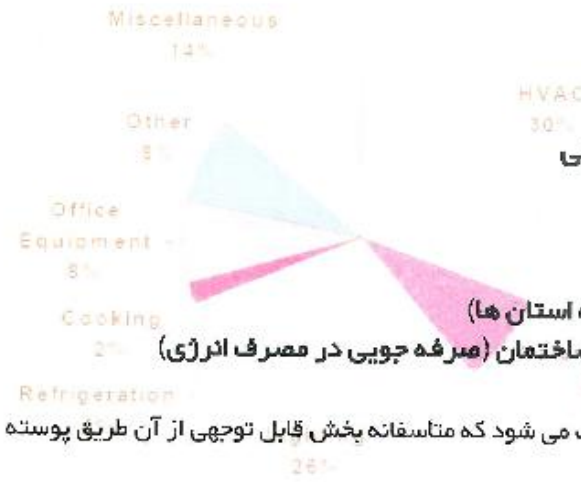 Miscellaneous
14%
HVAC
30%
Other
8%
Office
Equipment
8%
Cooking
2%
استان ها)
ساختمان (صرفه جویی در مصرف انرژی)
Refrigeration
می شود که متاسفانه بخش قابل توجهی از آن طریق پوسته
26%